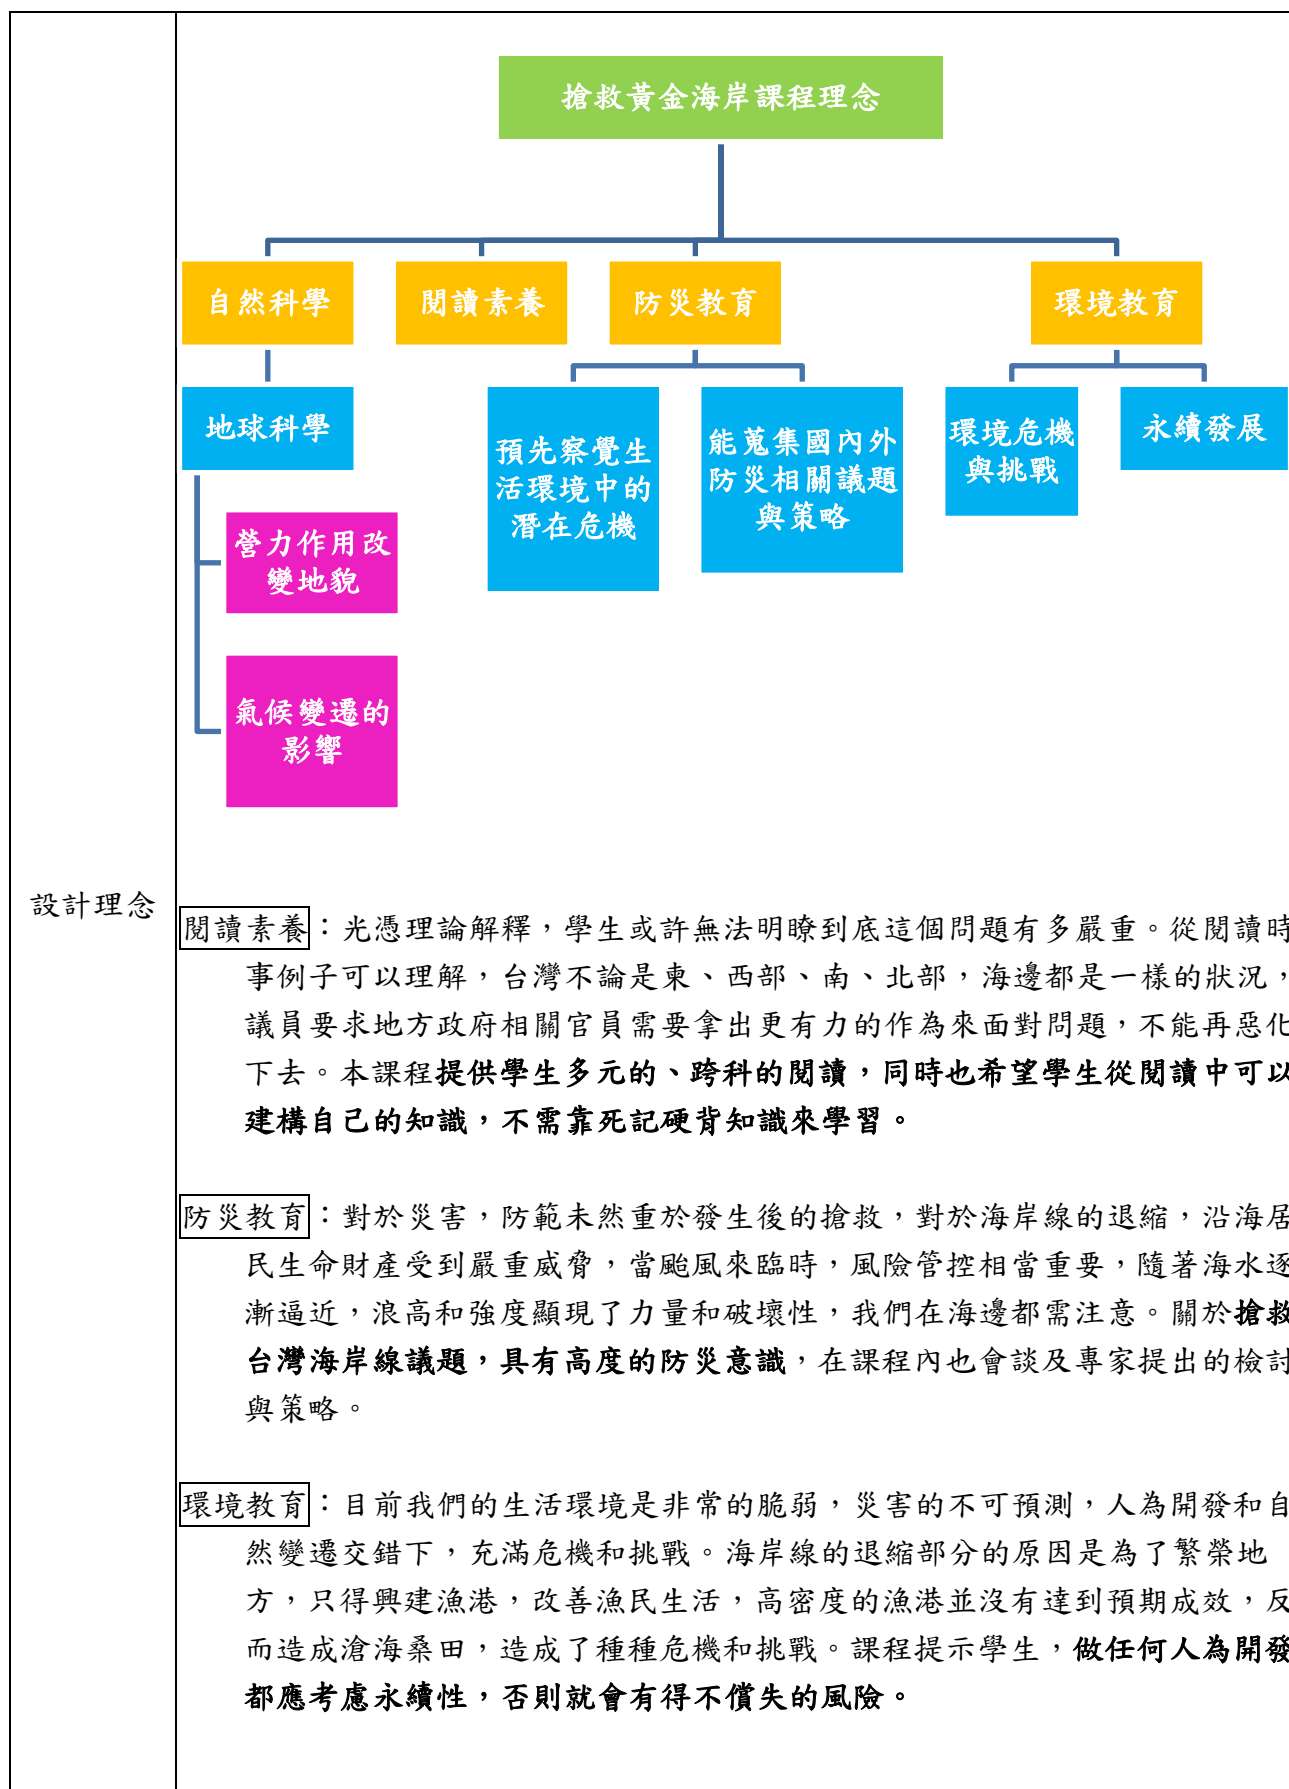 搶救黃金海岸課程理念
自然科學
閱讀素養
防災教育
環境教育
地球科學
預先察覺生
活環境中的
潛在危機
能蒐集國內外
防災相關議題
與策略
環境危機
與挑戰
永續發展
營力作用改
變地貌
氣候變遷的
影響
設計理念
閱讀素養：光憑理論解釋，學生或許無法明瞭到底這個問題有多嚴重。從閱讀時
事例子可以理解，台灣不論是東、西部、南、北部，海邊都是一樣的狀況，
議員要求地方政府相關官員需要拿出更有力的作為來面對問題，不能再惡化
下去。本課程提供學生多元的、跨科的閱讀，同時也希望學生從閱讀中可以
建構自己的知識，不需靠死記硬背知識來學習。
防災教育：對於災害，防範未然重於發生後的搶救，對於海岸線的退縮，沿海居
民生命財產受到嚴重威脅，當颱風來臨時，風險管控相當重要，隨著海水逐
漸逼近，浪高和強度顯現了力量和破壞性，我們在海邊都需注意。關於搶救
台灣海岸線議題，具有高度的防災意識，在課程內也會談及專家提出的檢討
與策略。
環境教育：目前我們的生活環境是非常的脆弱，災害的不可預測，人為開發和自
然變遷交錯下，充滿危機和挑戰。海岸線的退縮部分的原因是為了繁榮地
方，只得興建漁港，改善漁民生活，高密度的漁港並沒有達到預期成效，反
而造成滄海桑田，造成了種種危機和挑戰。課程提示學生，做任何人為開發
都應考慮永續性，否則就會有得不償失的風險。